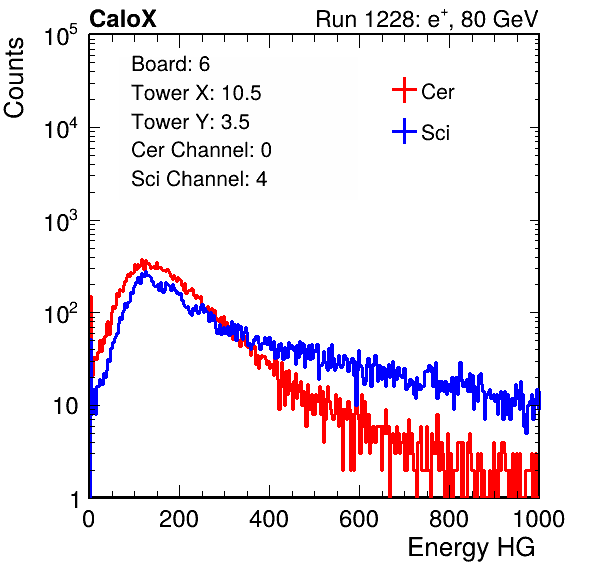 CaloX Run 1228: e⁺, 80 GeV
Counts
Board: 6
Tower X: 10.5
Tower Y: 3.5
Cer Channel: 0
Sci Channel: 4
Cer
Sci
10⁵
10⁴
10³
10²
10
1
0 200 400 600 800 1000
Energy HG